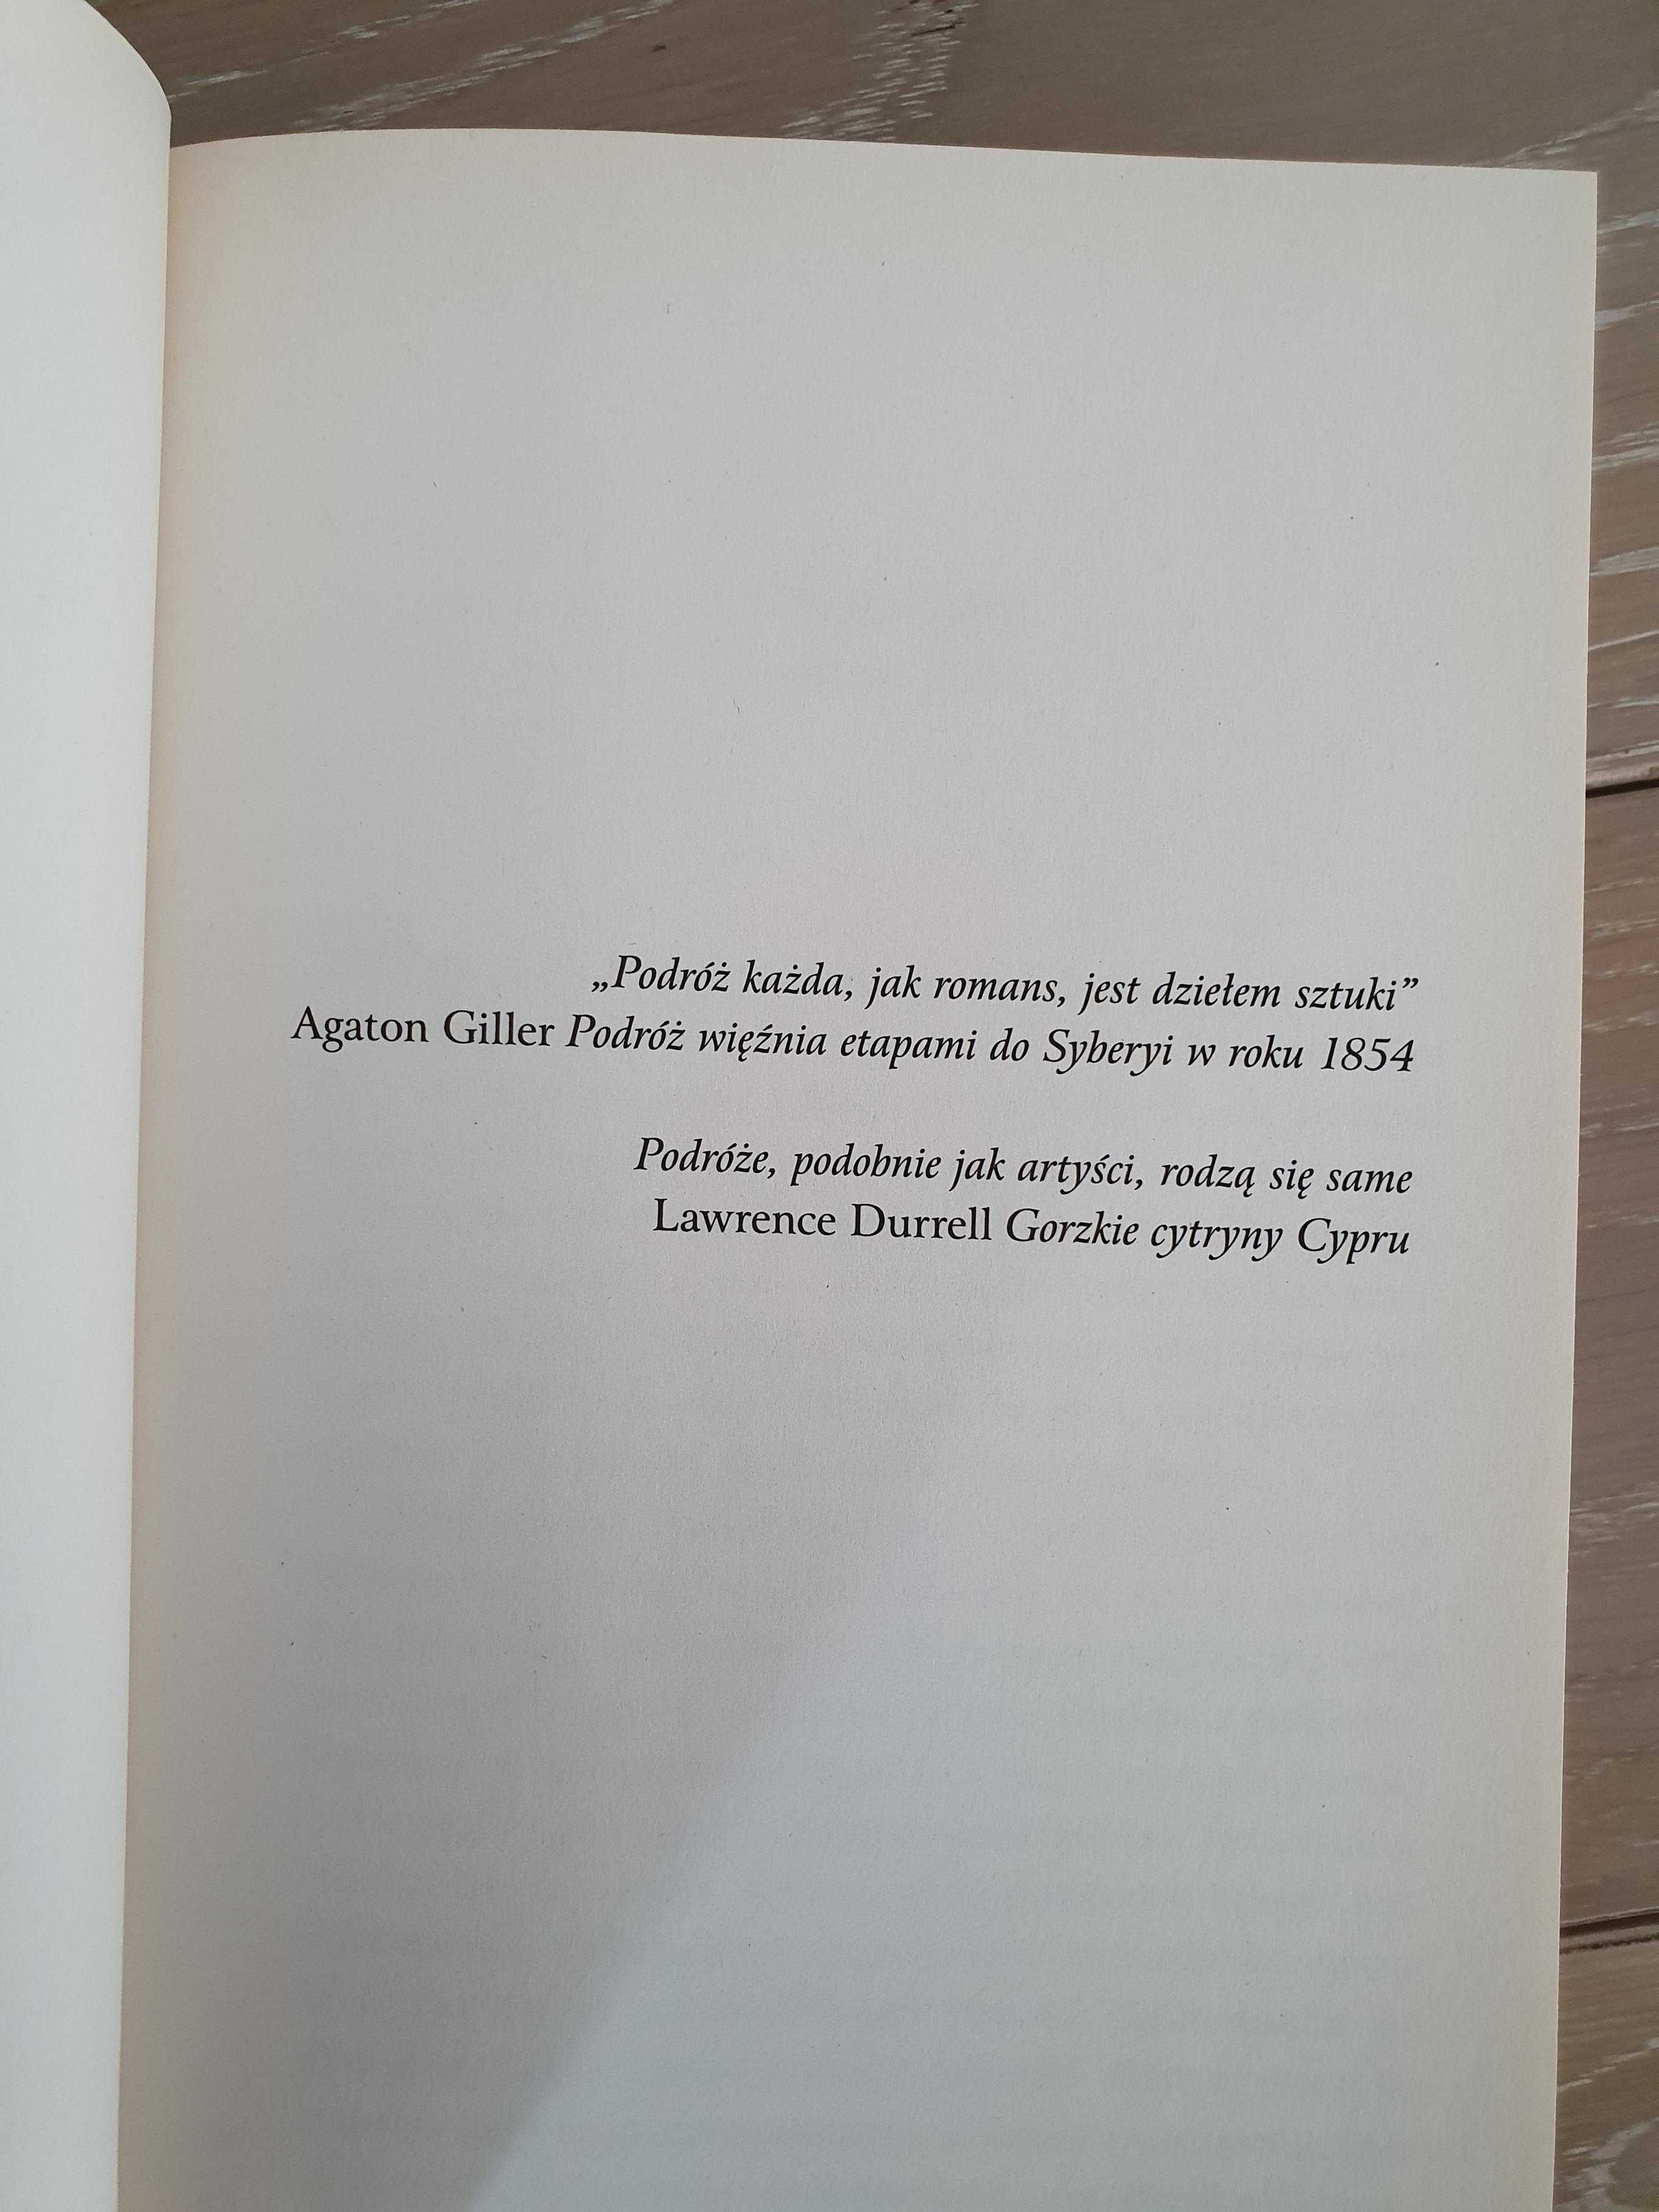 „Podróż każda, jak romans, jest dziełem sztuki”
Agaton Giller Podróż więźnia etapami do Syberyi w roku 1854
Podróże, podobnie jak artyści, rodzą się same
Lawrence Durrell Gorzkie cytryny Cypru